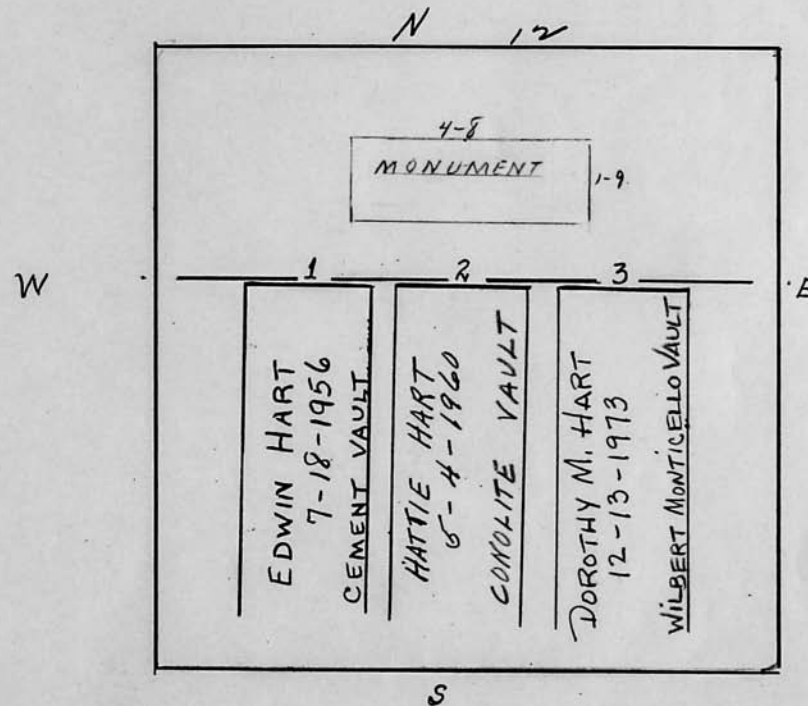 N 12
4-8
MONUMENT
1-9
W
E
1
2
3
EDWIN HART
7-18-1956
CEMENT VAULT
HATTIE HART
5-4-1960
CONOLITE VAULT
DOROTHY M. HART
12-13-1973
WILBERT MONTICELLO VAULT
S